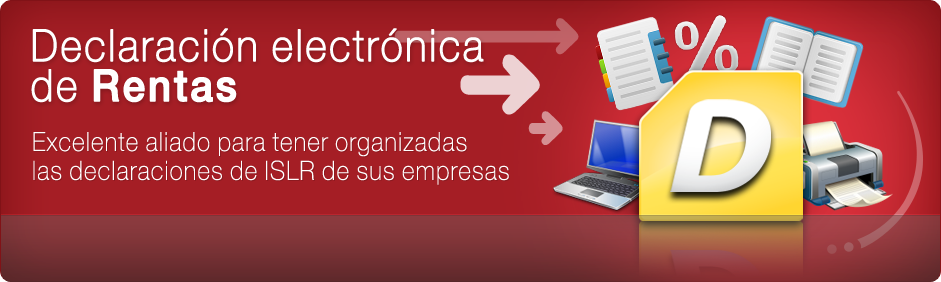 Declaración electrónica
de Rentas
Excelente aliado para tener organizadas
las declaraciones de ISLR de sus empresas
%
D